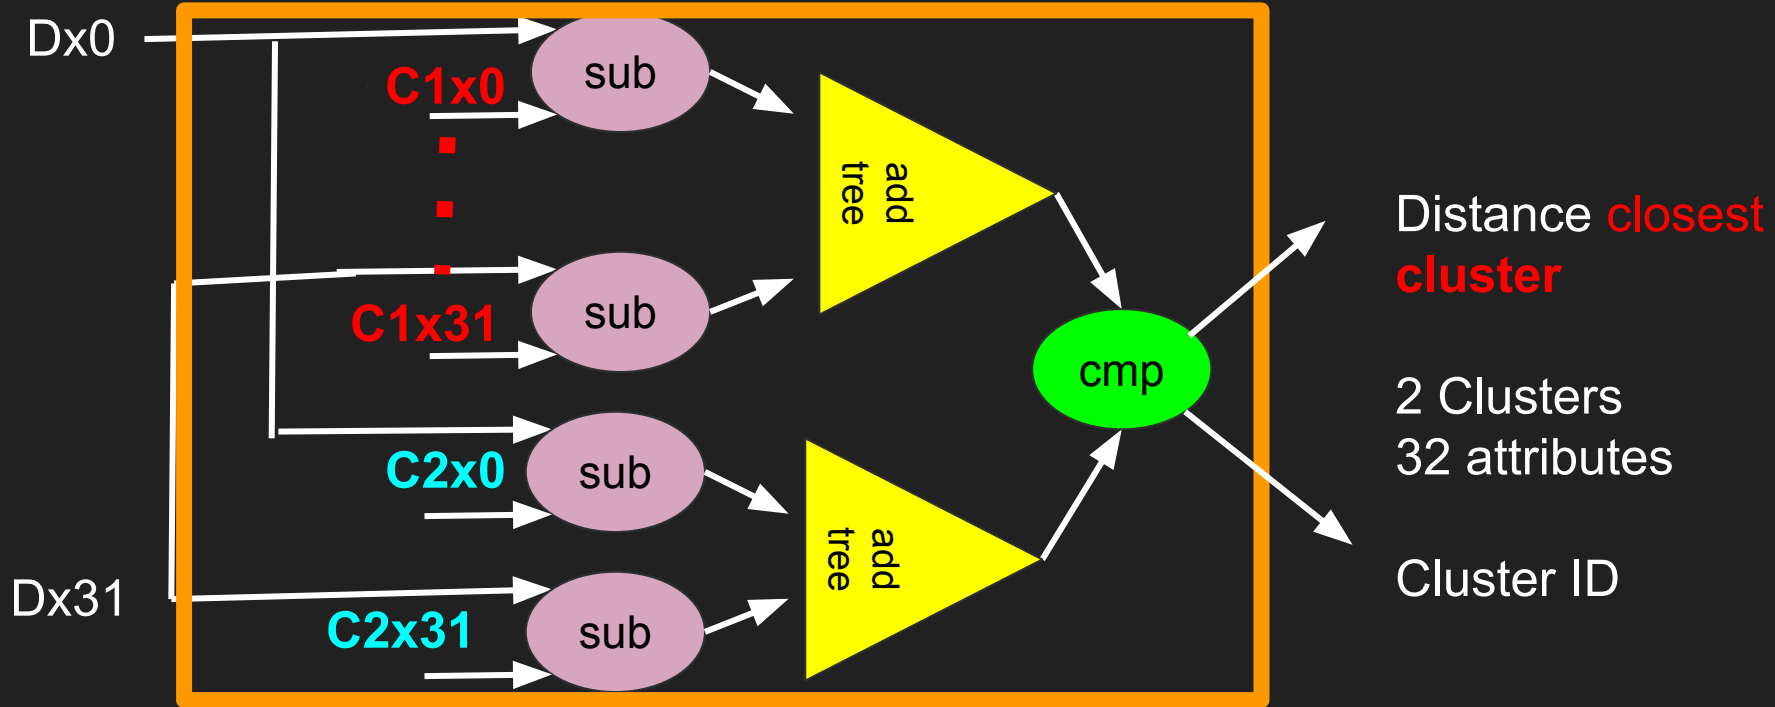 Dx0
C1x0
sub
add
tree
C1x31
sub
cmp
C2x0
sub
add
tree
Dx31
C2x31
sub
Distance closest
cluster
2 Clusters
32 attributes
Cluster ID